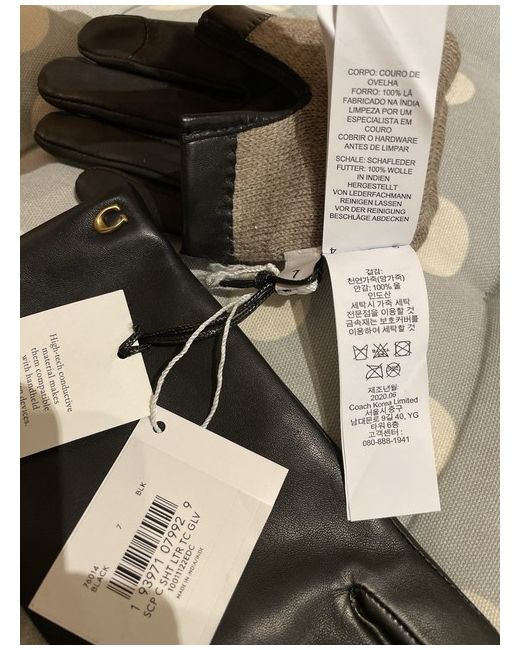 CORPO: COURO DE
OVELHA
FORRO: 100% LÃ
FABRICADO NA ÍNDIA
LIMPEZA POR UM
ESPECIALISTA EM
COURO
COBRIR O HARDWARE
ANTES DE LIMPAR
SCHALE: SCHAFLEDER
FUTTER: 100% WOLLE
IN INDIEN
HERGESTELLT
VON LEDERFACHMANN
REINIGEN LASSEN
VOR DER REINIGUNG
BESCHLÄGE ABDECKEN
7
겉감:
천연가죽(양가죽)
안감: 100% 울
인도산
세탁시 가죽 세탁
전문점을 이용할 것
금속재는 보호커버를
이용하여 세탁할 것
제조년월:
2020.06
Coach Korea Limited
서울시 중구
남대문로 9길 40, YG
타워 6층
고객센터 :
080-888-1941
High-tech conductive
material makes
them compatible
with handheld
devices.
7
BLK
76014
BLACK
1 93971 07992 9
SCP C SHT LTR TC GLV
10011122EDC
MADE IN INDIA/INDE